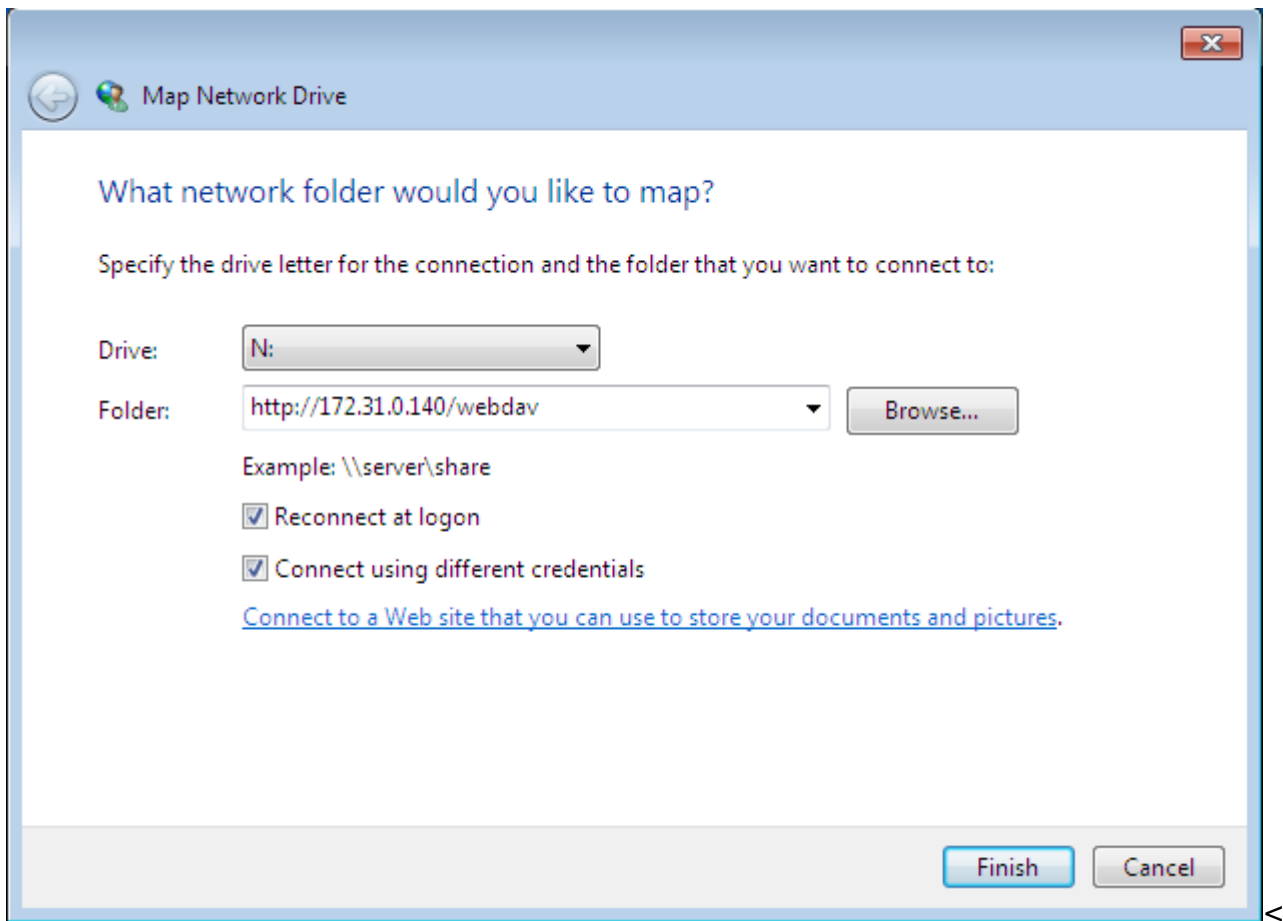 Map Network Drive
What network folder would you like to map?
Specify the drive letter for the connection and the folder that you want to connect to:
Drive: N:
Folder: http://172.31.0.140/webdav Browse...
Example: \\server\share
Reconnect at logon
Connect using different credentials
Connect to a Web site that you can use to store your documents and pictures.
Finish Cancel
<